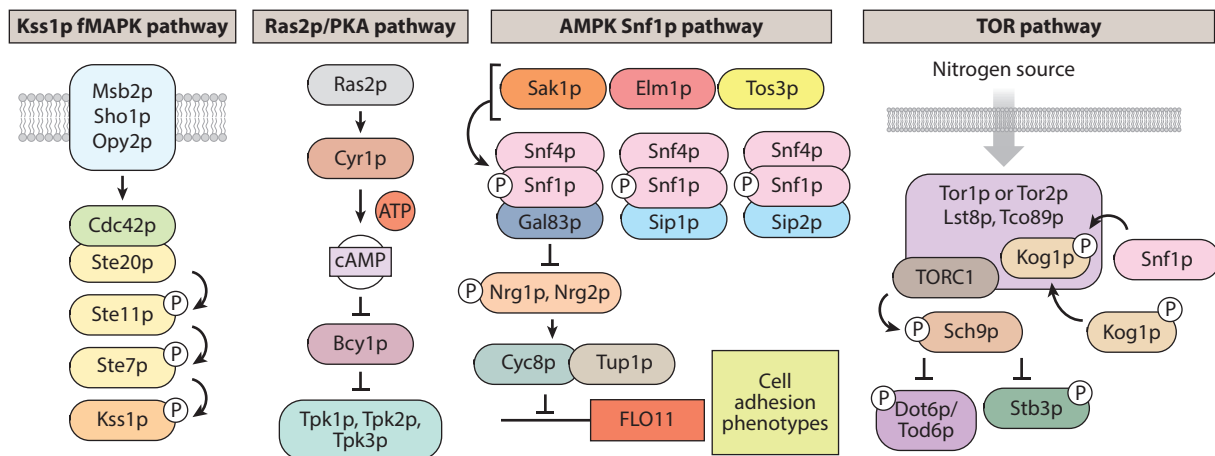 Kss1p fMAPK pathway
Msb2p
Sho1p
Opy2p
Cdc42p
Ste20p
Ste11p
P
Ste7p
P
Kss1p
P
Ras2p/PKA pathway
Ras2p
Cyr1p
ATP
cAMP
Bcy1p
Tpk1p, Tpk2p,
Tpk3p
AMPK Snf1p pathway
Sak1p
Elm1p
Tos3p
Snf4p
Snf4p
Snf4p
P
Snf1p
P
Snf1p
P
Snf1p
Gal83p
Sip1p
Sip2p
P
Nrg1p, Nrg2p
Cyc8p
Tup1p
FLO11
Cell
adhesion
phenotypes
TOR pathway
Nitrogen source
Tor1p or Tor2p
Lst8p, Tco89p
Kog1p
P
Snf1p
TORC1
P
Sch9p
Kog1p
P
P
Dot6p/
Tod6p
Stb3p
P